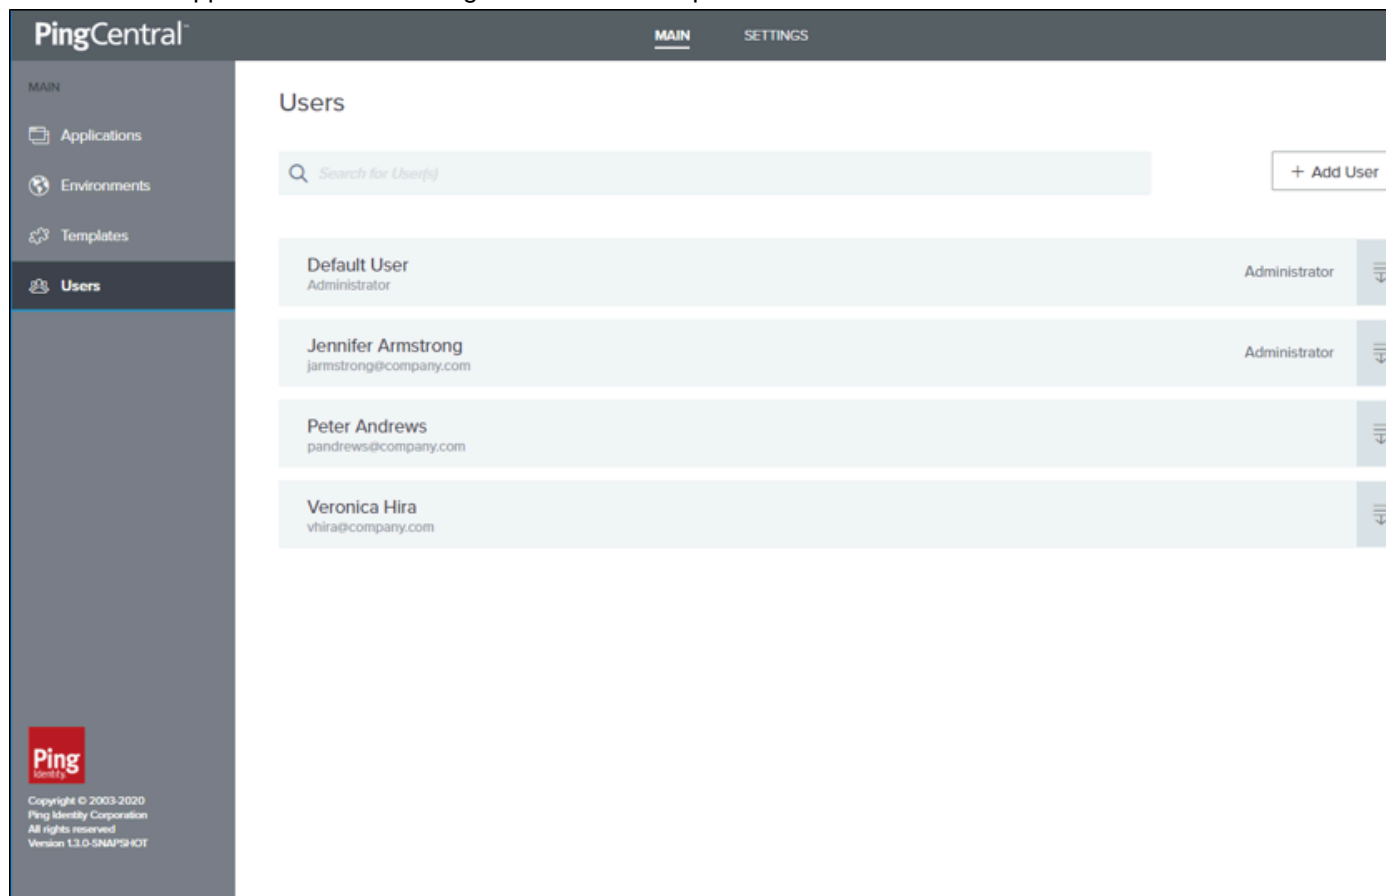 PingCentral™
MAIN
SETTINGS
MAIN
Applications
Environments
Templates
Users
Users
Search for User(s)
+ Add User
Default User
Administrator
Administrator
Jennifer Armstrong
jarmstrong@company.com
Administrator
Peter Andrews
pandrews@company.com
Veronica Hira
vhira@company.com
Ping
Identity
Copyright © 2003-2020
Ping Identity Corporation
All rights reserved
Version 1.3.0-SNAPSHOT